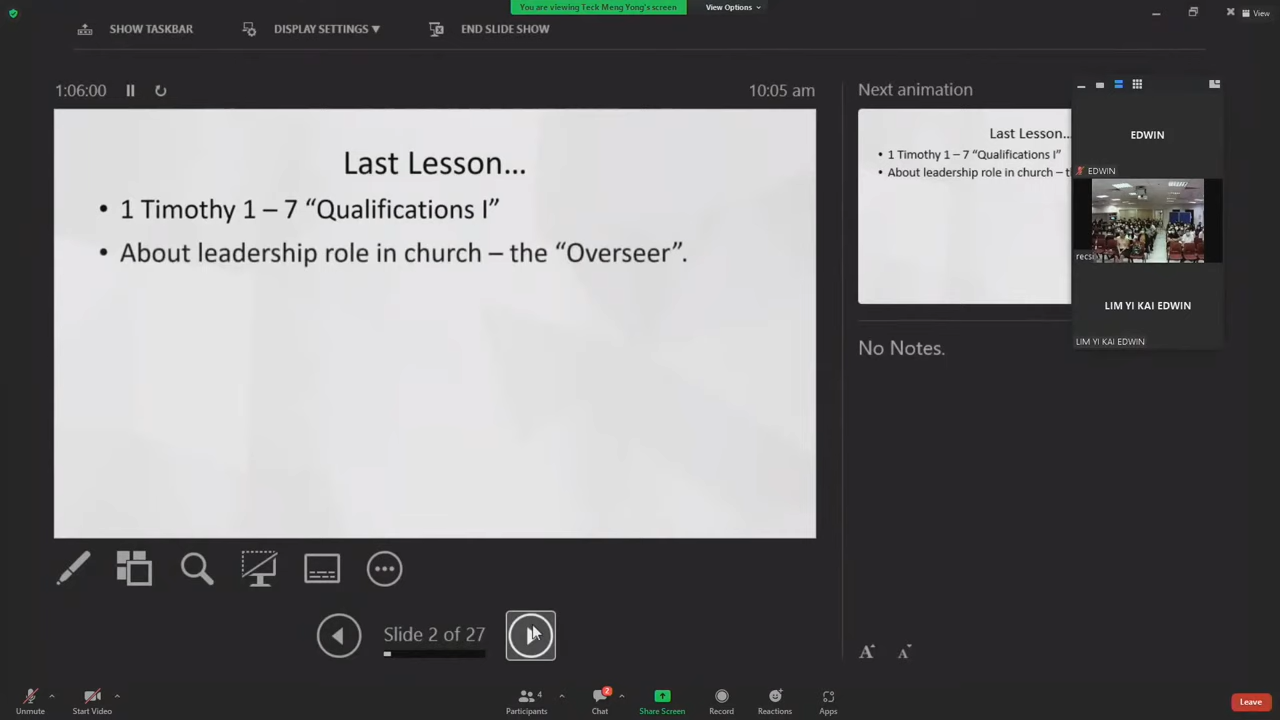 You are viewing Teck Meng Yong's screen
View Options
View
SHOW TASKBAR
DISPLAY SETTINGS
END SLIDE SHOW
1:06:00
10:05 am
Last Lesson...
• 1 Timothy 1 – 7 “Qualifications I”
• About leadership role in church – the “Overseer”.
Next animation
Last Lesson...
• 1 Timothy 1 – 7 “Qualifications I”
• About leadership role in church –
No Notes.
EDWIN
EDWIN
LIM YI KAI EDWIN
LIM YI KAI EDWIN
Slide 2 of 27
A A
Unmute
Start Video
4
Participants
2
Chat
Share Screen
Record
Reactions
Apps
Leave